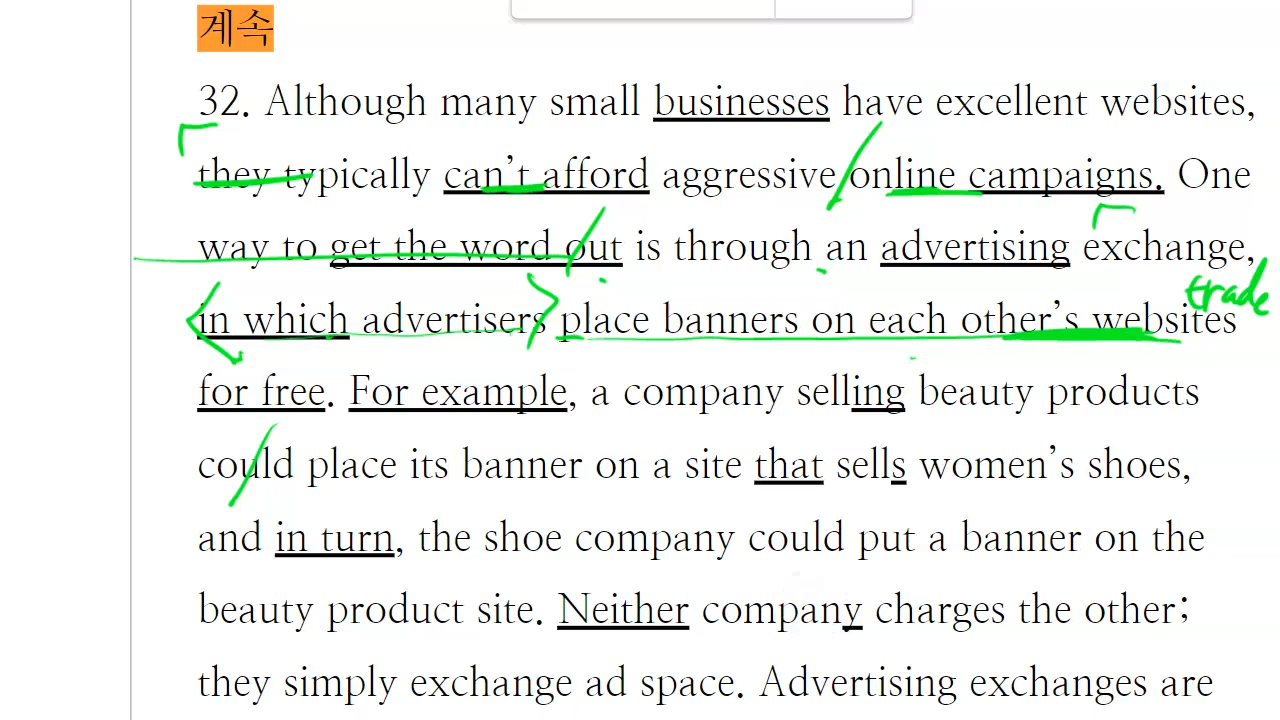 계속
32. Although many small businesses have excellent websites,
they typically can't afford aggressive online campaigns. One
way to get the word out is through an advertising exchange,
trade
in which advertisers place banners on each other's websites
for free. For example, a company selling beauty products
could place its banner on a site that sells women's shoes,
and in turn, the shoe company could put a banner on the
beauty product site. Neither company charges the other;
they simply exchange ad space. Advertising exchanges are